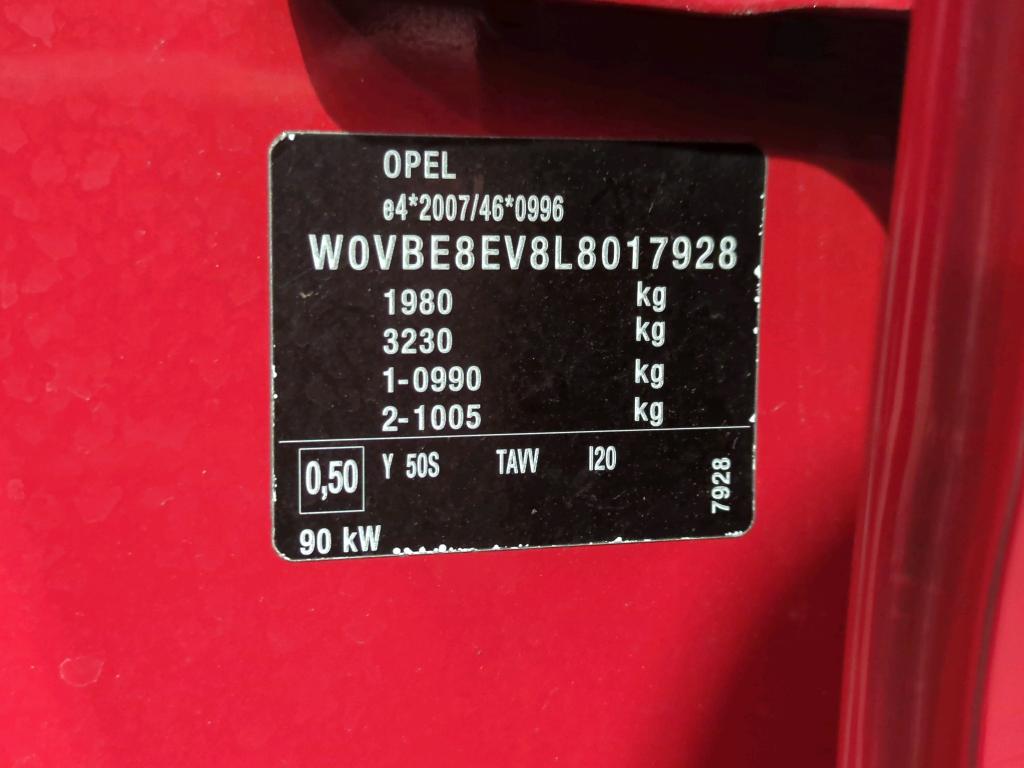 OPEL
e4*2007/46*0996
W0VBE8EV8L8017928
1980 kg
3230 kg
1-0990 kg
2-1005 kg
0,50 Y 50S TAVV I20
7928
90 kW